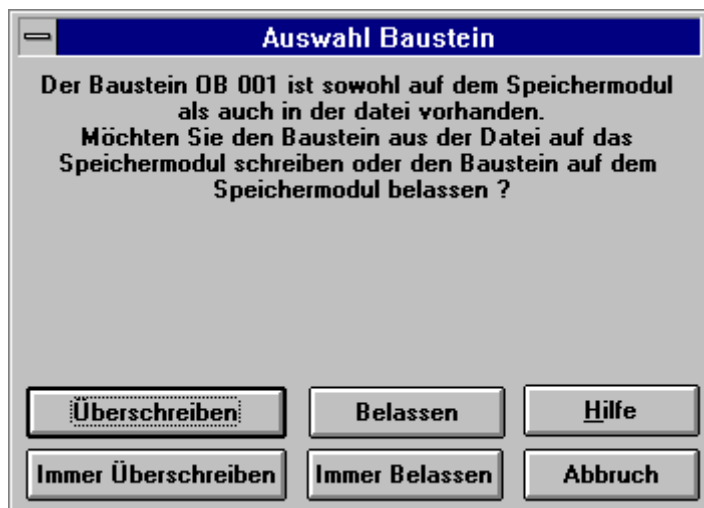 Auswahl Baustein
Der Baustein OB 001 ist sowohl auf dem Speichermodul
als auch in der datei vorhanden.
Möchten Sie den Baustein aus der Datei auf das
Speichermodul schreiben oder den Baustein auf dem
Speichermodul belassen ?
Überschreiben Belassen Hilfe
Immer Überschreiben Immer Belassen Abbruch